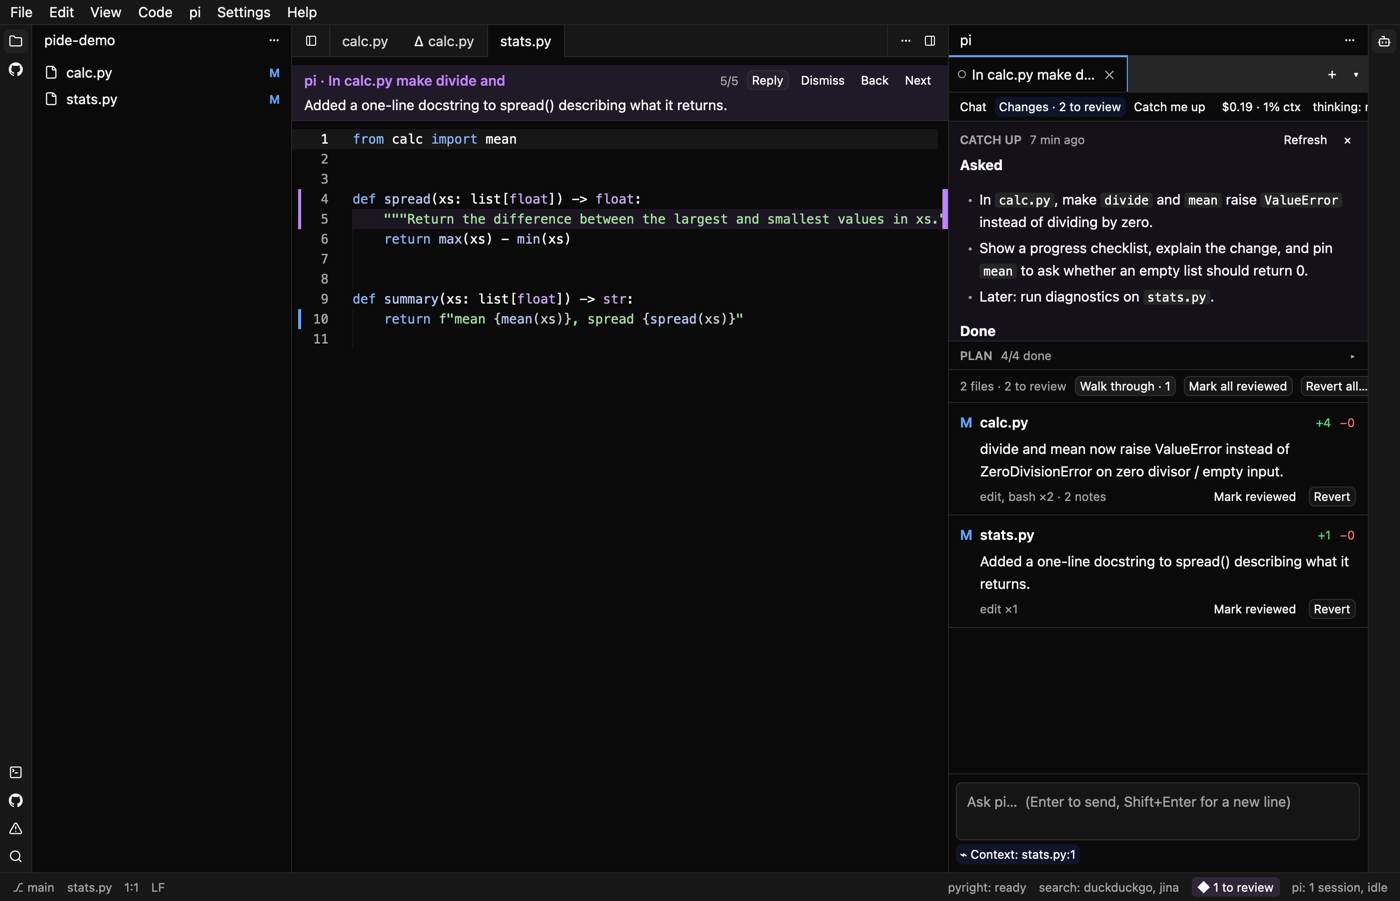 File Edit View Code pi Settings Help
pide-demo ···
calc.py M
stats.py M
calc.py Δ calc.py stats.py ···
pi · In calc.py make divide and 5/5 Reply Dismiss Back Next
Added a one-line docstring to spread() describing what it returns.
1 from calc import mean
2
3
4 def spread(xs: list[float]) -> float:
5 """Return the difference between the largest and smallest values in xs."
6 return max(xs) - min(xs)
7
8
9 def summary(xs: list[float]) -> str:
10 return f"mean {mean(xs)}, spread {spread(xs)}"
11
pi ···
In calc.py make d... × + ▾
Chat Changes · 2 to review Catch me up $0.19 · 1% ctx thinking:
CATCH UP 7 min ago Refresh ×
Asked
• In calc.py, make divide and mean raise ValueError
instead of dividing by zero.
• Show a progress checklist, explain the change, and pin
mean to ask whether an empty list should return 0.
• Later: run diagnostics on stats.py.
Done
PLAN 4/4 done ▸
2 files · 2 to review Walk through · 1 Mark all reviewed Revert all...
M calc.py +4 −0
divide and mean now raise ValueError instead of
ZeroDivisionError on zero divisor / empty input.
edit, bash ×2 · 2 notes Mark reviewed Revert
M stats.py +1 −0
Added a one-line docstring to spread() describing what it
returns.
edit ×1 Mark reviewed Revert
Ask pi... (Enter to send, Shift+Enter for a new line)
Context: stats.py:1
main stats.py 1:1 LF pyright: ready search: duckduckgo, jina ◆ 1 to review pi: 1 session, idle